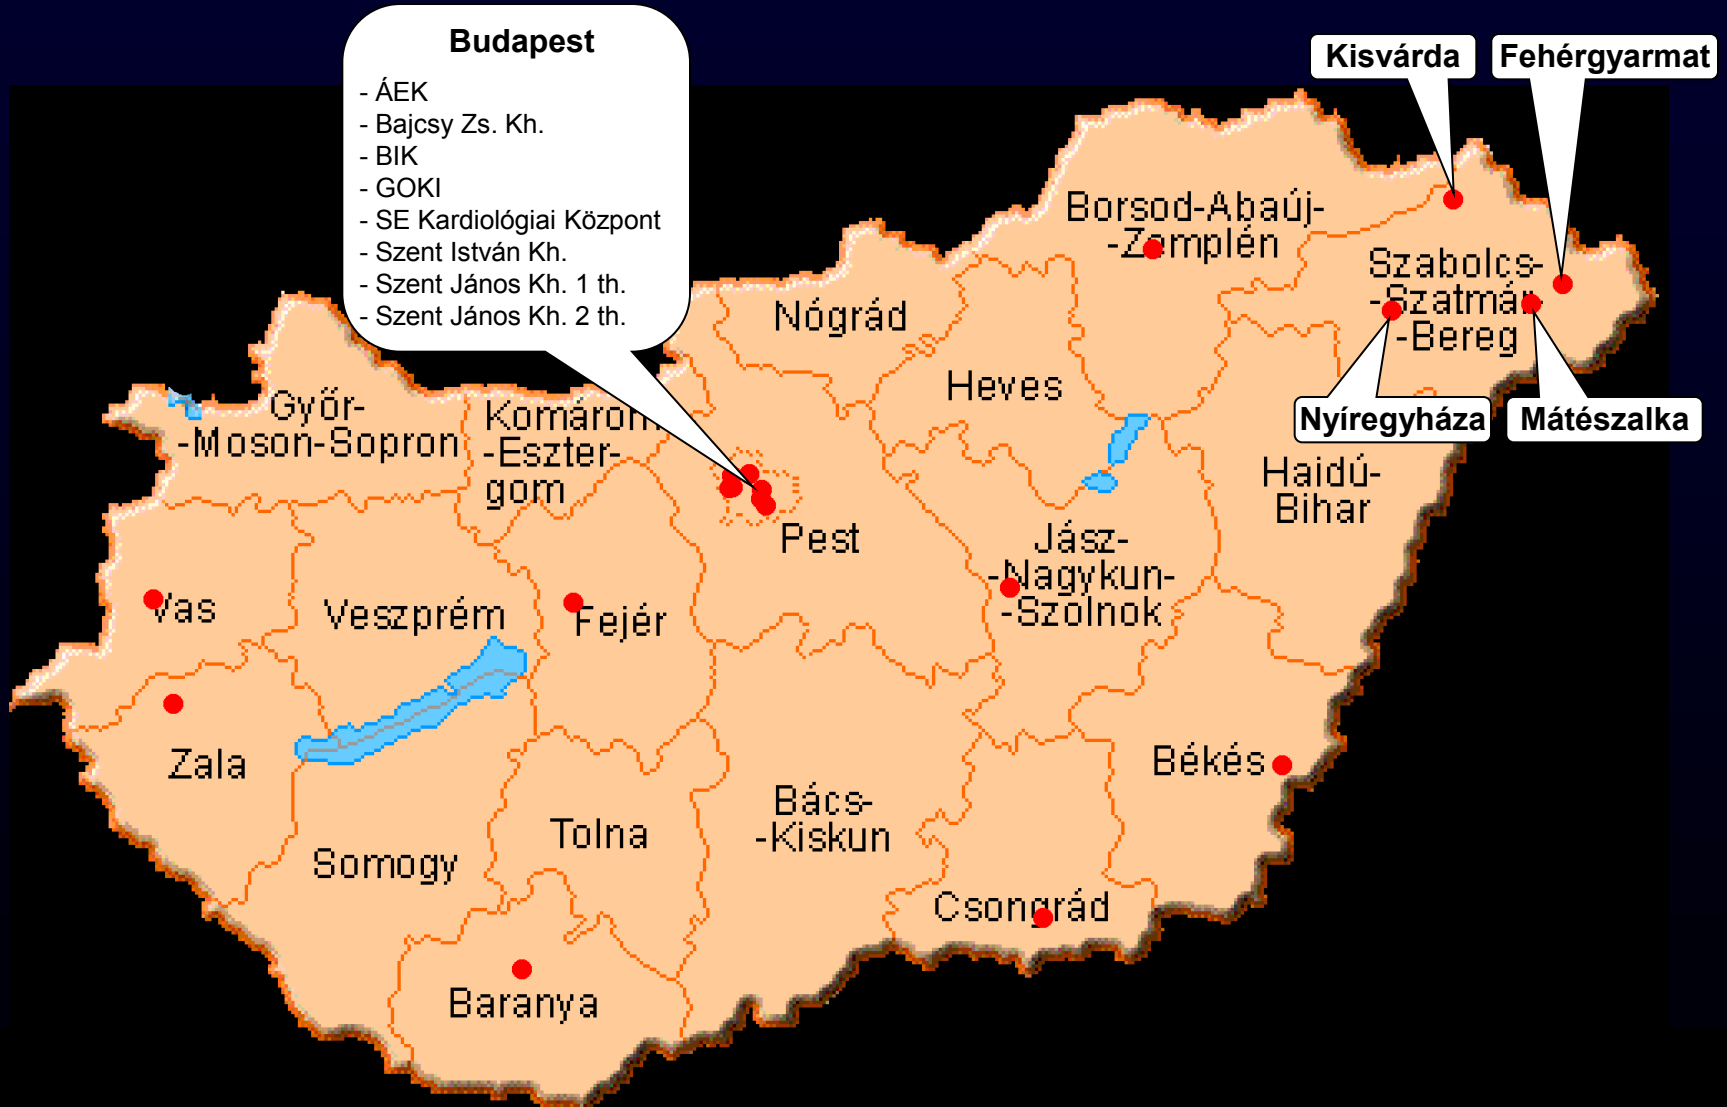 Budapest
- ÁEK
- Bajcsy Zs. Kh.
- BIK
- GOKI
- SE Kardiológiai Központ
- Szent István Kh.
- Szent János Kh. 1 th.
- Szent János Kh. 2 th.
Kisvárda
Fehérgyarmat
Borsod-Abaúj-
-Zemplén
Szabolcs-
-Szatmár-
-Bereg
Nógrád
Heves
Nyíregyháza
Mátészalka
Győr-
-Moson-Sopron
Komárom
-Eszter-
gom
Haidú-
Bihar
Pest
Jász-
-Nagykun-
-Szolnok
Vas
Veszprém
Fejér
Zala
Békés
Bács-
-Kiskun
Tolna
Somogy
Csongrád
Baranya